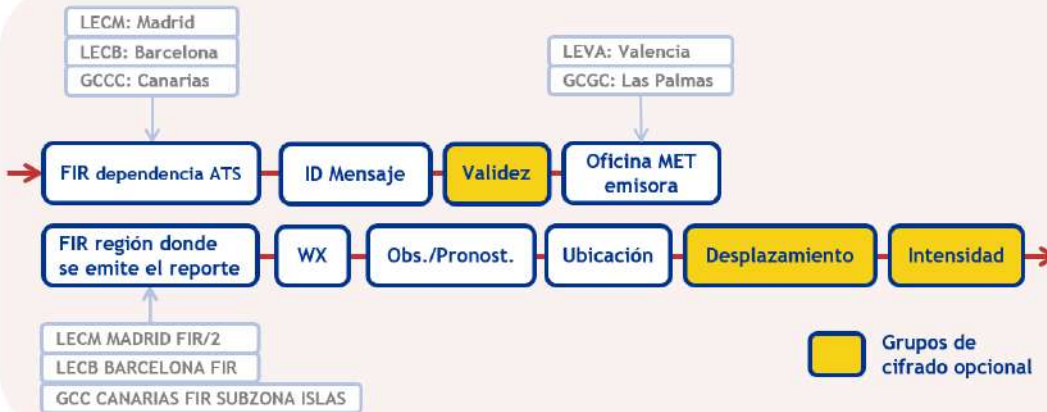 LECM: Madrid
LECB: Barcelona
GCCC: Canarias
LEVA: Valencia
GCGC: Las Palmas
FIR dependencia ATS
ID Mensaje
Validez
Oficina MET
emisora
FIR región donde
se emite el reporte
WX
Obs./Pronost.
Ubicación
Desplazamiento
Intensidad
LECM MADRID FIR/2
LECB BARCELONA FIR
GCC CANARIAS FIR SUBZONA ISLAS
Grupos de
cifrado opcional